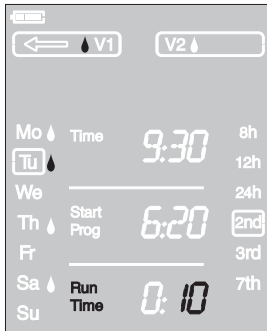 V1 V2
Mo Time 9:30 8h
Tu 12h
We 24h
Th Start Prog 6:20 2nd
Fr 3rd
Sa Run Time 0:10 7th
Su